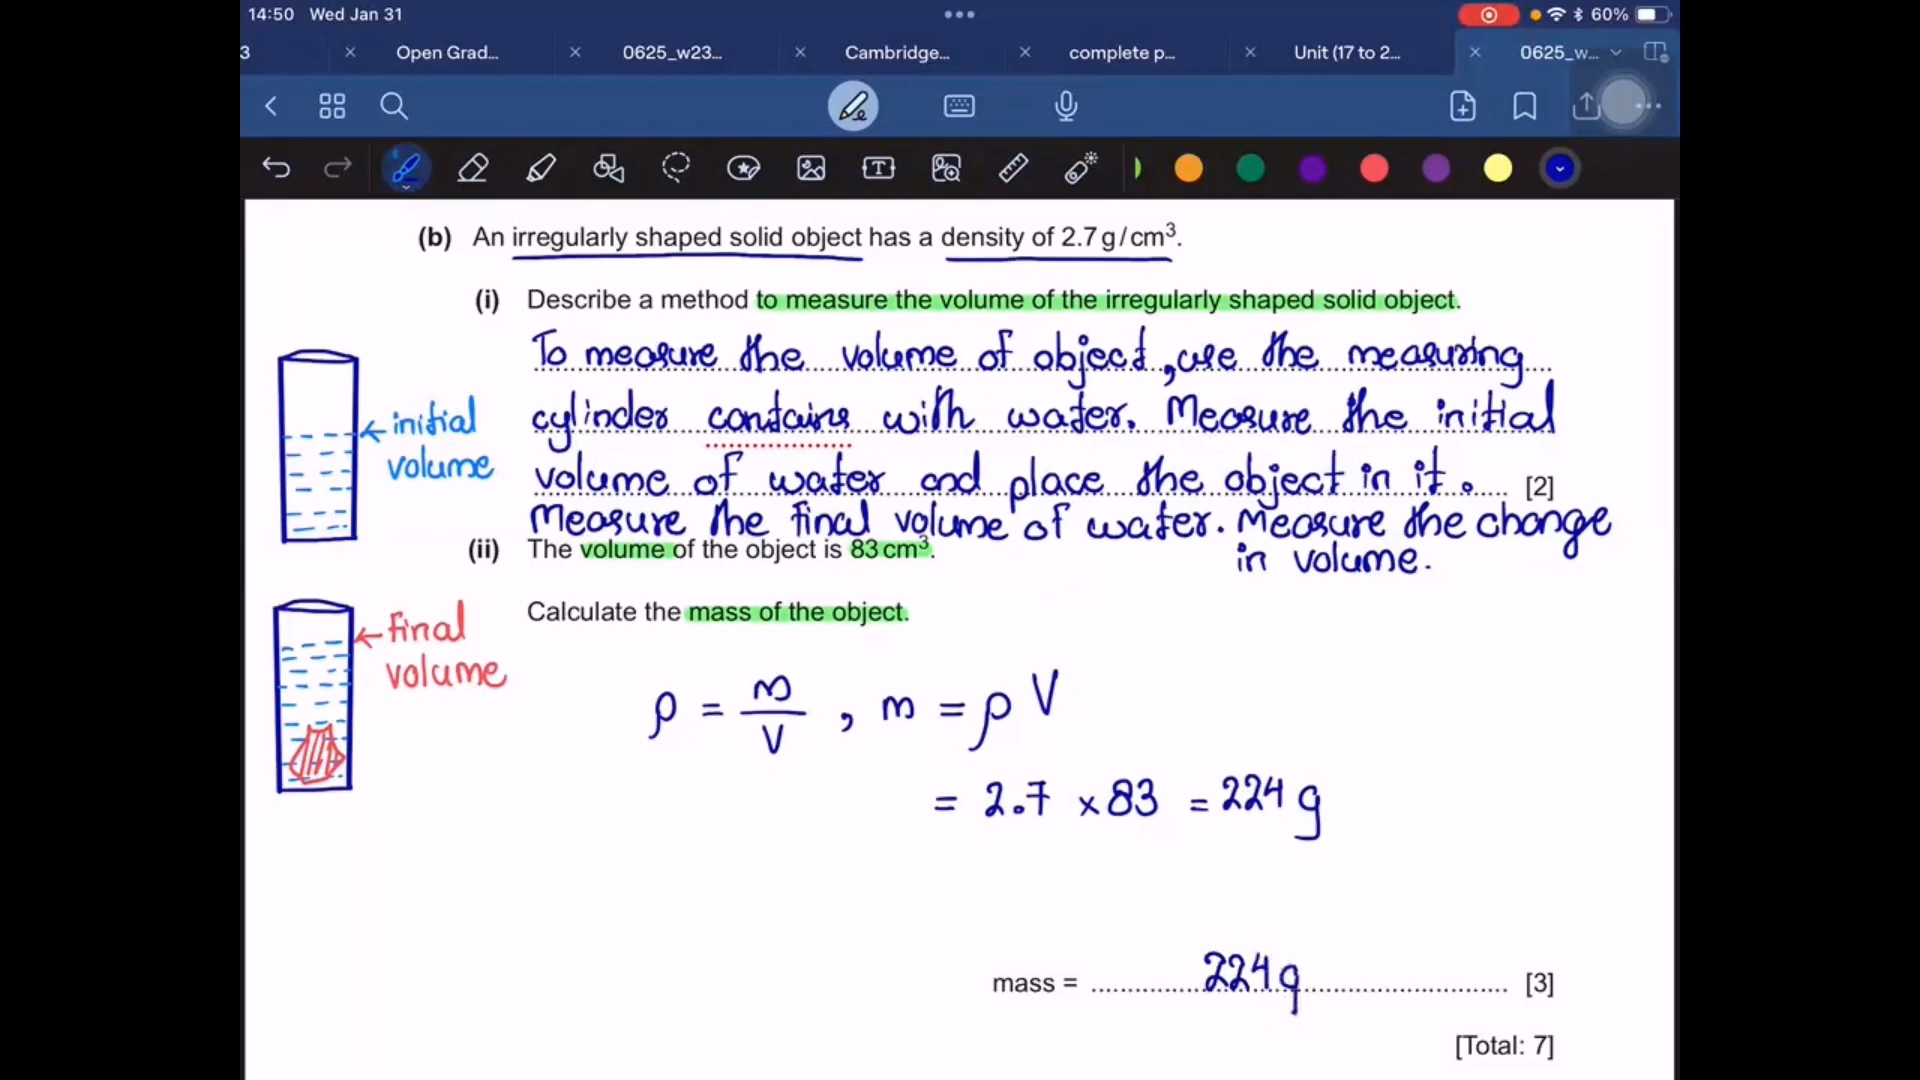 14:50 Wed Jan 31
60%
3
Open Grad...
0625_w23...
Cambridge...
complete p...
Unit (17 to 2...
0625_w...
(b) An irregularly shaped solid object has a density of 2.7 g/cm³.
(i) Describe a method to measure the volume of the irregularly shaped solid object.
To measure the volume of object, use the measuring
cylinder contains with water. Measure the initial
volume of water and place the object in it. [2]
Measure the final volume of water. Measure the change
in volume.
initial
volume
(ii) The volume of the object is 83 cm³.
Calculate the mass of the object.
final
volume
ρ = m/V , m = ρ V
= 2.7 × 83 = 224 g
mass = 224 g [3]
[Total: 7]